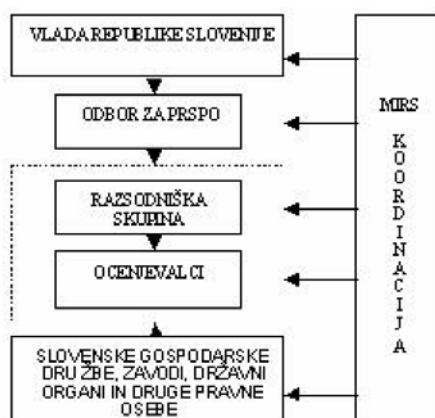 VLADA REPUBLIKE SLOVENIJE
ODBOR ZA PRSPO
RAZSODNIŠKA
SKUPINA
OCENJEVALCI
SLOVENSKE GOSPODARSKE
DRUŽBE, ZAVODI, DRŽAVNI
ORGANI IN DRUGE PRAVNE
OSEBE
MIRS
K
O
O
R
D
I
N
A
C
I
J
A